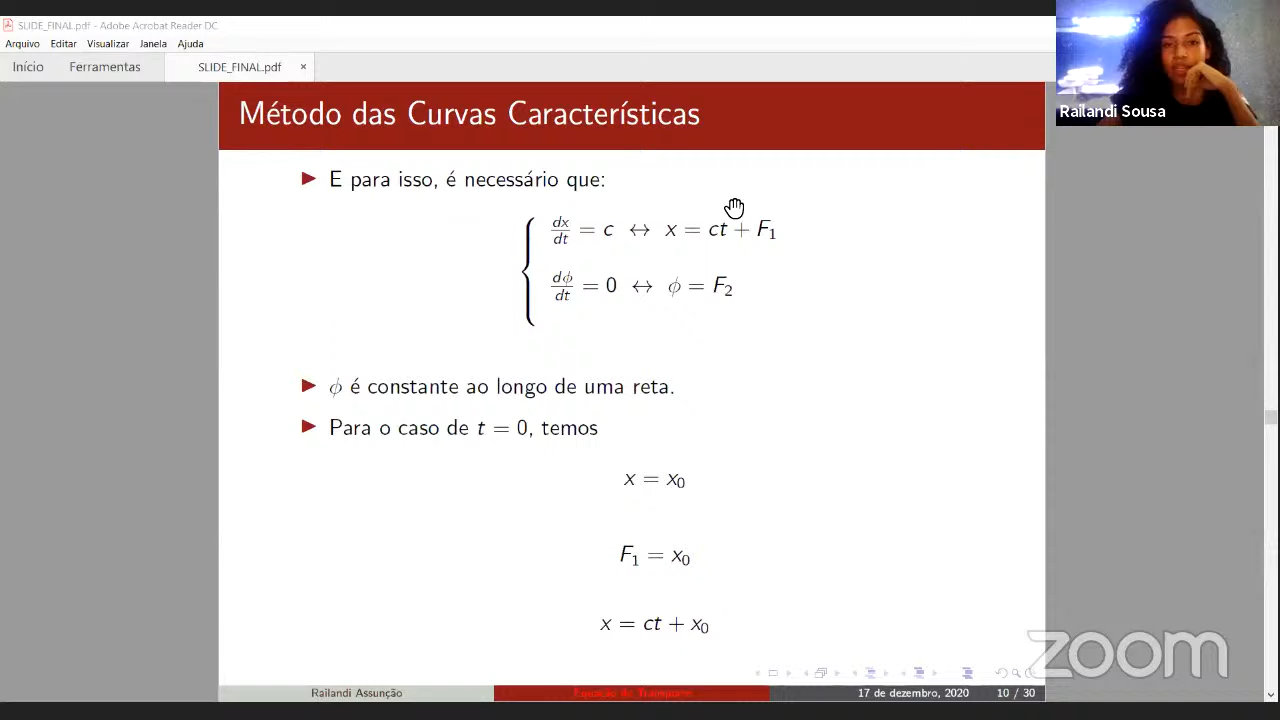 SLIDE_FINAL.pdf - Adobe Acrobat Reader DC
Arquivo Editar Visualizar Janela Ajuda
Início Ferramentas SLIDE_FINAL.pdf ×
Railandi Sousa
Método das Curvas Características
E para isso, é necessário que:
dx/dt = c ↔ x = ct + F₁
dϕ/dt = 0 ↔ ϕ = F₂
ϕ é constante ao longo de uma reta.
Para o caso de t = 0, temos
x = x₀
F₁ = x₀
x = ct + x₀
zoom
Railandi Assunção Equação do Transporte 17 de dezembro, 2020 10 / 30